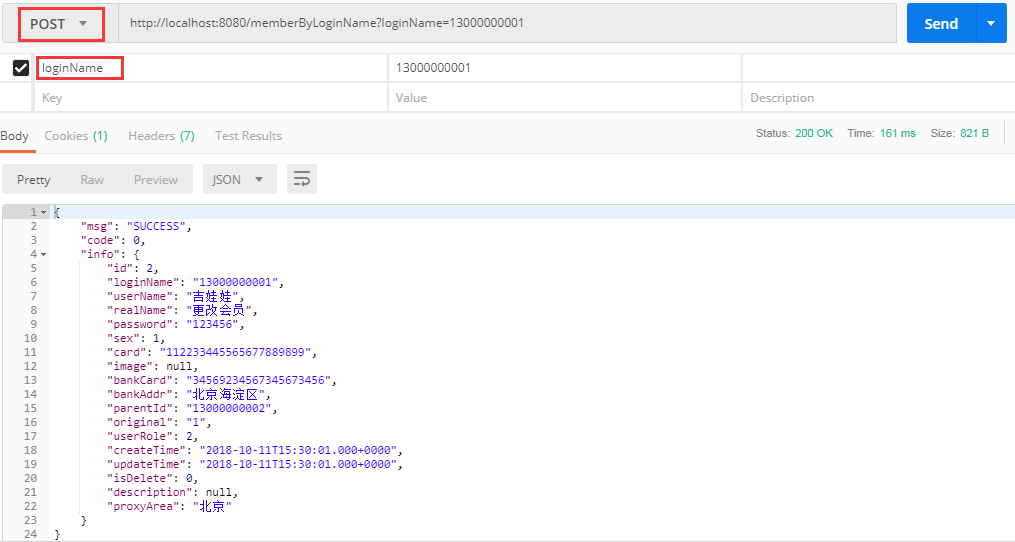 POST http://localhost:8080/memberByLoginName?loginName=13000000001 Send
loginName 13000000001
Key Value Description
Body Cookies (1) Headers (7) Test Results Status: 200 OK Time: 161 ms Size: 821 B
Pretty Raw Preview JSON
1 {
2 "msg": "SUCCESS",
3 "code": 0,
4 "info": {
5 "id": 2,
6 "loginName": "13000000001",
7 "userName": "吉娃娃",
8 "realName": "更改会员",
9 "password": "123456",
10 "sex": 1,
11 "card": "112233445565677889899",
12 "image": null,
13 "bankCard": "34569234567345673456",
14 "bankAddr": "北京海淀区",
15 "parentId": "13000000002",
16 "original": "1",
17 "userRole": 2,
18 "createTime": "2018-10-11T15:30:01.000+0000",
19 "updateTime": "2018-10-11T15:30:01.000+0000",
20 "isDelete": 0,
21 "description": null,
22 "proxyArea": "北京"
23 }
24 }